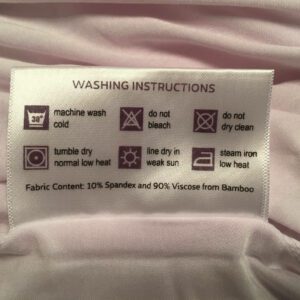 WASHING INSTRUCTIONS
30° machine wash cold
do not bleach
do not dry clean
tumble dry normal low heat
line dry in weak sun
steam iron low heat
Fabric Content: 10% Spandex and 90% Viscose from Bamboo